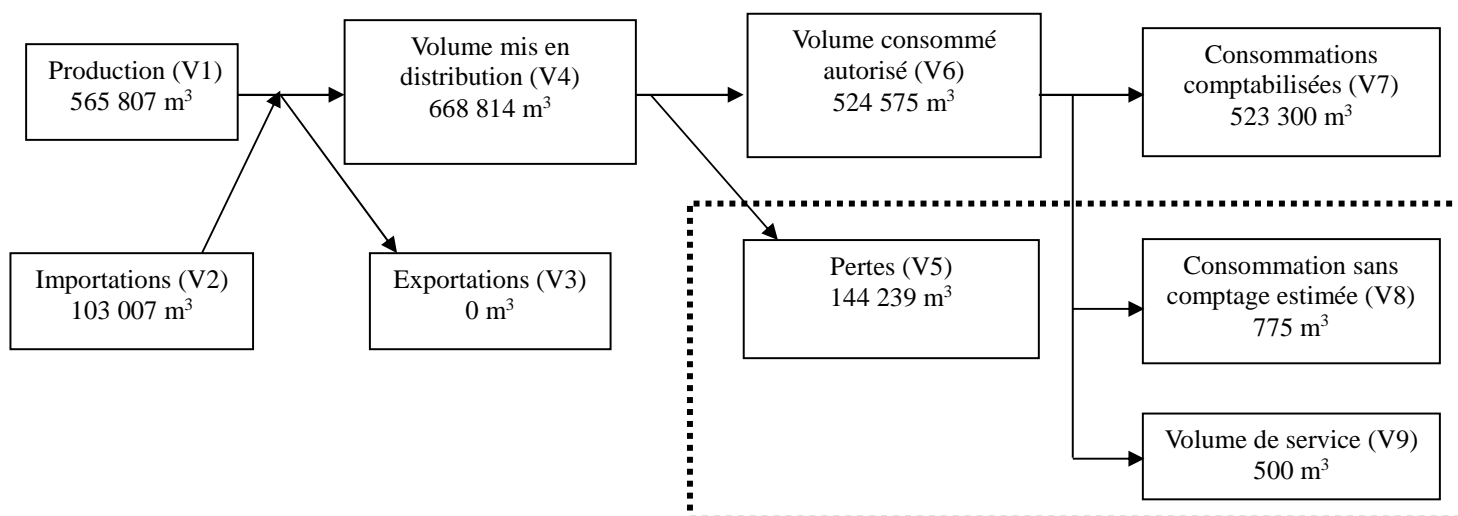 Production (V1)
565 807 m³
Volume mis en
distribution (V4)
668 814 m³
Volume consommé
autorisé (V6)
524 575 m³
Consommations
comptabilisées (V7)
523 300 m³
Importations (V2)
103 007 m³
Exportations (V3)
0 m³
Pertes (V5)
144 239 m³
Consommation sans
comptage estimée (V8)
775 m³
Volume de service (V9)
500 m³